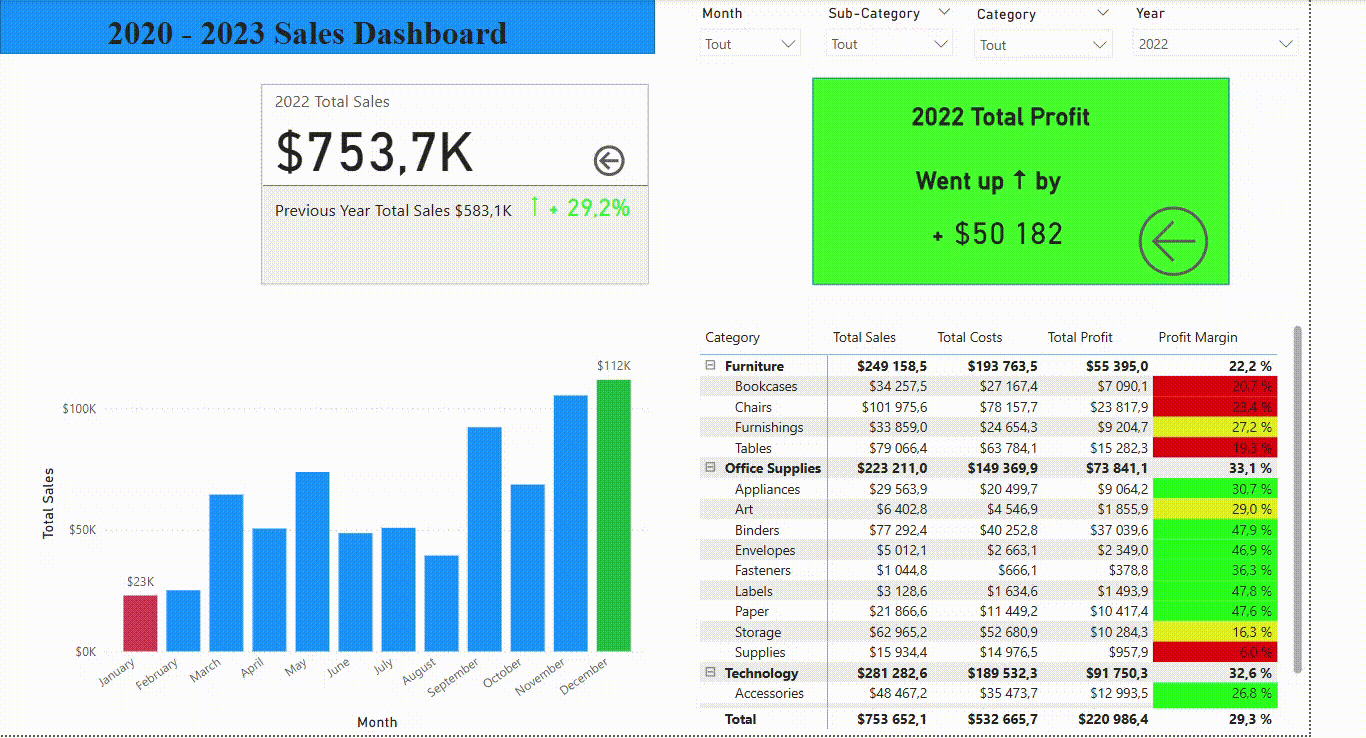 2020 - 2023 Sales Dashboard
Month Sub-Category Category Year
Tout Tout Tout 2022
2022 Total Sales
$753,7K
Previous Year Total Sales $583,1K ↑ + 29,2%
2022 Total Profit
Went up ↑ by
+ $50 182
$112K
$100K
Total Sales
$50K
$23K
$0K
January February March April May June July August September October November December
Month
Category Total Sales Total Costs Total Profit Profit Margin
Furniture $249 158,5 $193 763,5 $55 395,0 22,2 %
Bookcases $34 257,5 $27 167,4 $7 090,1 20,7 %
Chairs $101 975,6 $78 157,7 $23 817,9 23,4 %
Furnishings $33 859,0 $24 654,3 $9 204,7 27,2 %
Tables $79 066,4 $63 784,1 $15 282,3 19,3 %
Office Supplies $223 211,0 $149 369,9 $73 841,1 33,1 %
Appliances $29 563,9 $20 499,7 $9 064,2 30,7 %
Art $6 402,8 $4 546,9 $1 855,9 29,0 %
Binders $77 292,4 $40 252,8 $37 039,6 47,9 %
Envelopes $5 012,1 $2 663,1 $2 349,0 46,9 %
Fasteners $1 044,8 $666,1 $378,8 36,3 %
Labels $3 128,6 $1 634,6 $1 493,9 47,8 %
Paper $21 866,6 $11 449,2 $10 417,4 47,6 %
Storage $62 965,2 $52 680,9 $10 284,3 16,3 %
Supplies $15 934,4 $14 976,5 $957,9 6,0 %
Technology $281 282,6 $189 532,3 $91 750,3 32,6 %
Accessories $48 467,2 $35 473,7 $12 993,5 26,8 %
Total $753 652,1 $532 665,7 $220 986,4 29,3 %